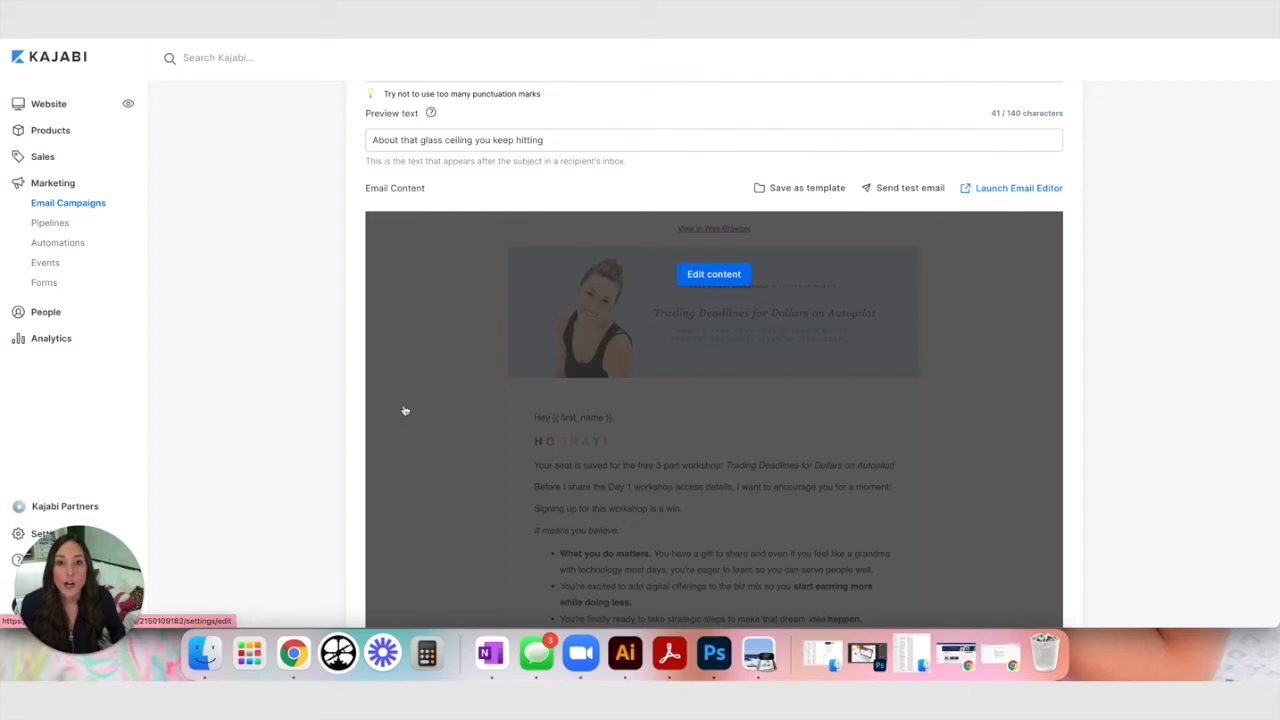 KAJABI
Search Kajabi...
Website
Products
Sales
Marketing
Email Campaigns
Pipelines
Automations
Events
Forms
People
Analytics
Kajabi Partners
Try not to use too many punctuation marks
Preview text ?
41 / 140 characters
About that glass ceiling you keep hitting
This is the text that appears after the subject in a recipient's inbox.
Email Content
Save as template
Send test email
Launch Email Editor
View in Web Browser
Edit content
Trading Deadlines for Dollars on Autopilot
Hey {{ first_name }},
HOORAY!
Your seat is saved for the free 3-part workshop: Trading Deadlines for Dollars on Autopilot!
Before I share the Day 1 workshop access details, I want to encourage you for a moment:
Signing up for this workshop is a win.
It means you believe:
• What you do matters. You have a gift to share and even if you feel like a grandma
with technology most days, you're eager to learn so you can serve people well.
• You're excited to add digital offerings to the biz mix so you start earning more
while doing less.
• You're finally ready to take strategic steps to make that dream idea happen.
2150109182/settings/edit
3
Ai
Ps